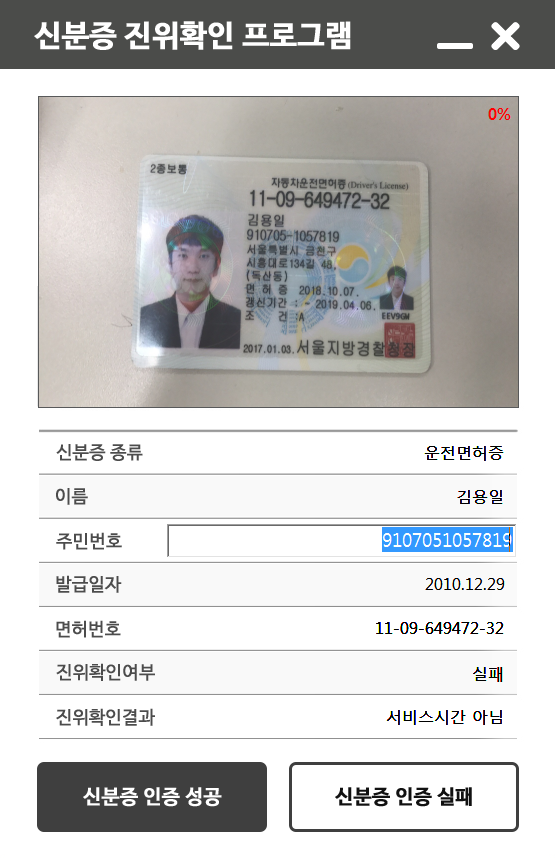 신분증 진위확인 프로그램
0%
2종보통
자동차운전면허증 (Driver's License)
11-09-649472-32
김용일
910705-1057819
서울특별시 금천구
시흥대로134길 48,
(독산동)
면 허 증 2018.10.07.
갱신기간 : ~ 2019.04.06.
조 건 :A
EEV9GM
2017.01.03. 서울지방경찰청장
신분증 종류 운전면허증
이름 김용일
주민번호 9107051057819
발급일자 2010.12.29
면허번호 11-09-649472-32
진위확인여부 실패
진위확인결과 서비스시간 아님
신분증 인증 성공 신분증 인증 실패